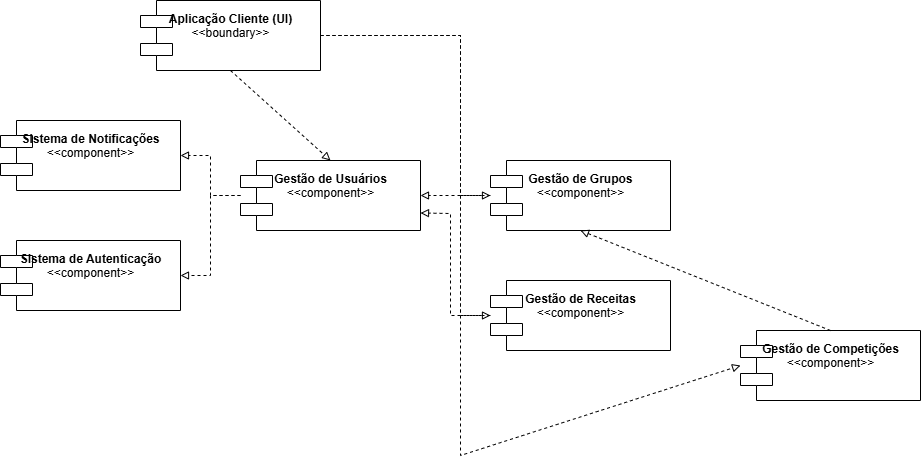 Aplicação Cliente (UI)
<<boundary>>
Sistema de Notificações
<<component>>
Gestão de Usuários
<<component>>
Gestão de Grupos
<<component>>
Sistema de Autenticação
<<component>>
Gestão de Receitas
<<component>>
Gestão de Competições
<<component>>